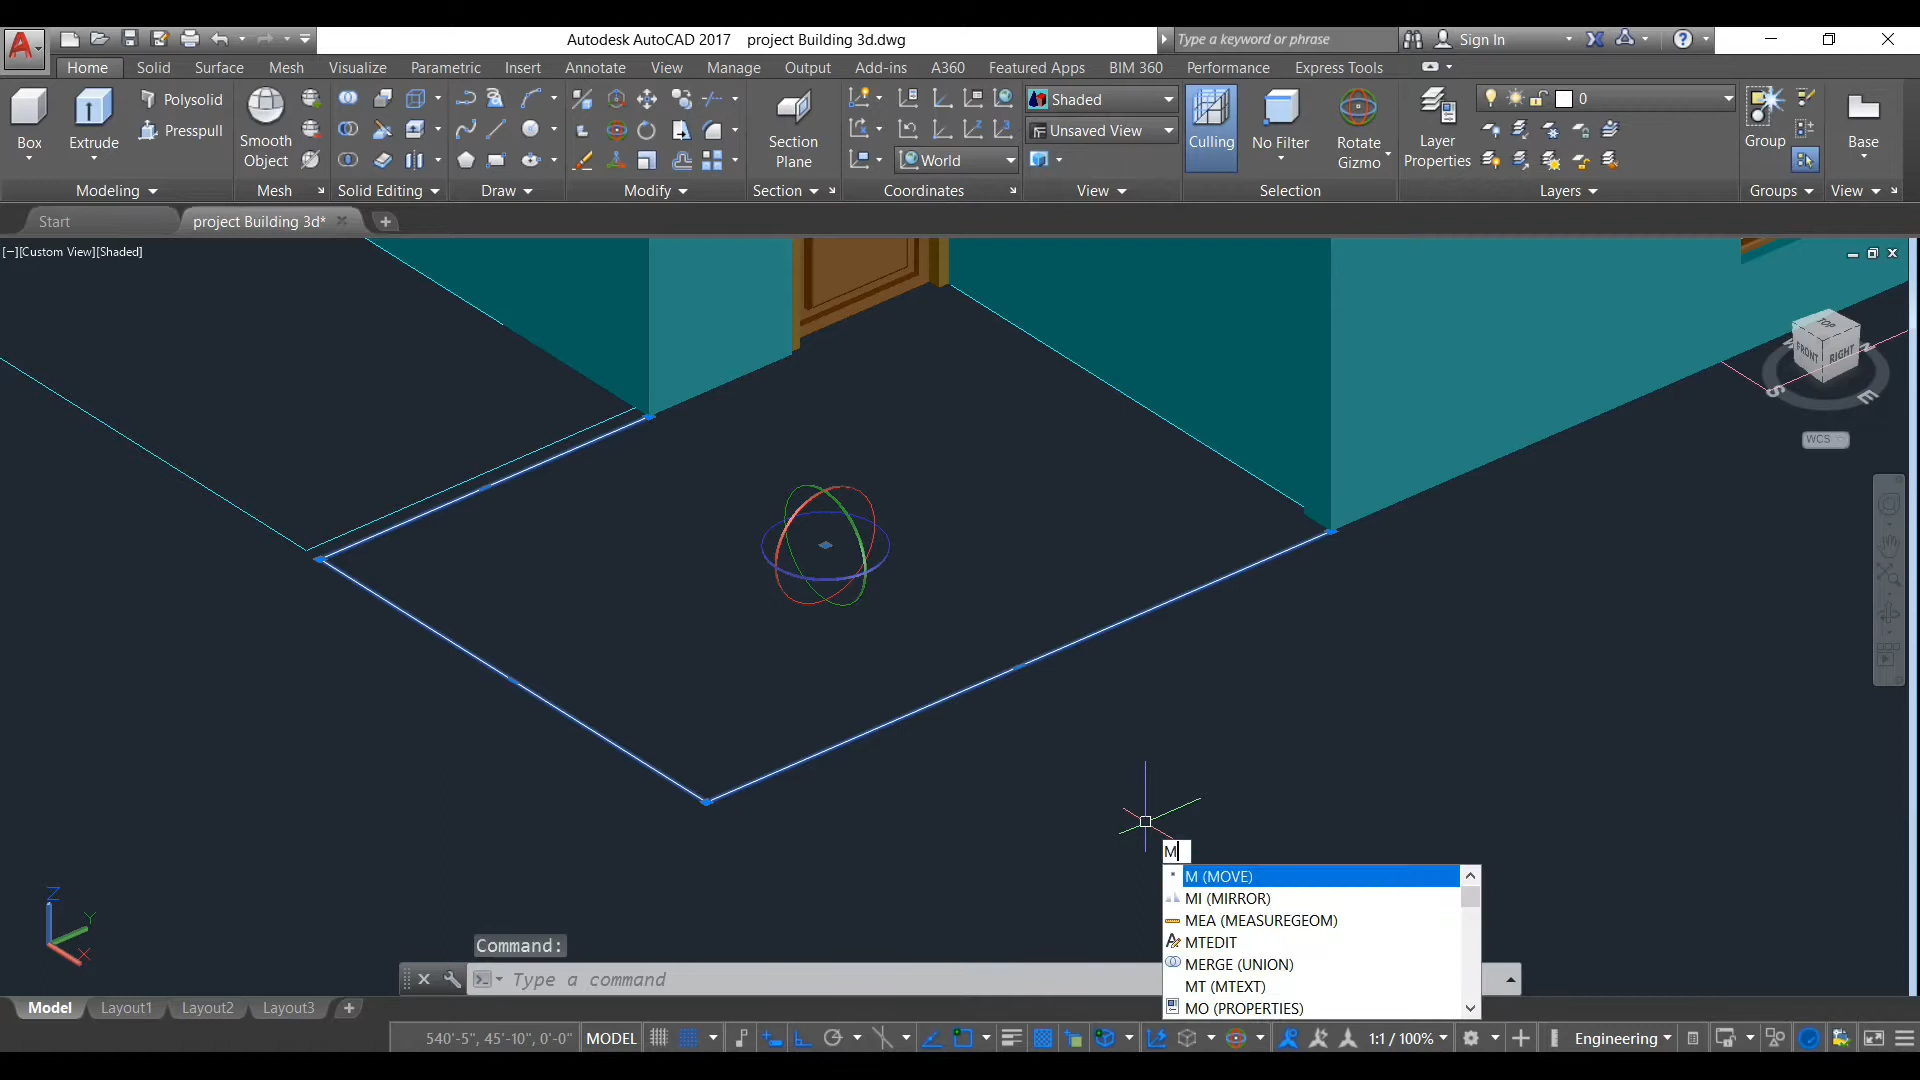 Autodesk AutoCAD 2017 project Building 3d.dwg
Type a keyword or phrase
Sign In
Home Solid Surface Mesh Visualize Parametric Insert Annotate View Manage Output Add-ins A360 Featured Apps BIM 360 Performance Express Tools
Box
Extrude
Polysolid
Presspull
Smooth
Object
Section
Plane
World
Shaded
Unsaved View
Culling
No Filter
Rotate
Gizmo
Layer
Properties
0
Group
Base
Modeling Mesh Solid Editing Draw Modify Section Coordinates View Selection Layers Groups View
Start
project Building 3d*
[−][Custom View][Shaded]
TOP
FRONT
RIGHT
S
E
WCS
M
M (MOVE)
MI (MIRROR)
MEA (MEASUREGEOM)
MTEDIT
MERGE (UNION)
MT (MTEXT)
MO (PROPERTIES)
Z
Y
X
Command:
Type a command
Model Layout1 Layout2 Layout3
540'-5", 45'-10", 0'-0"
MODEL
1:1 / 100%
Engineering